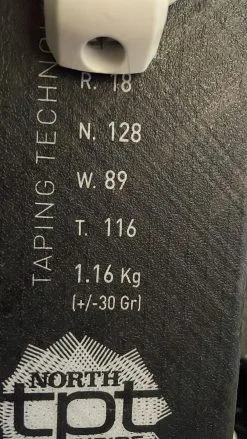 R. 18
N. 128
W. 89
T. 116
1.16 Kg
(+/-30 Gr)
TAPING
NORTH
tpt